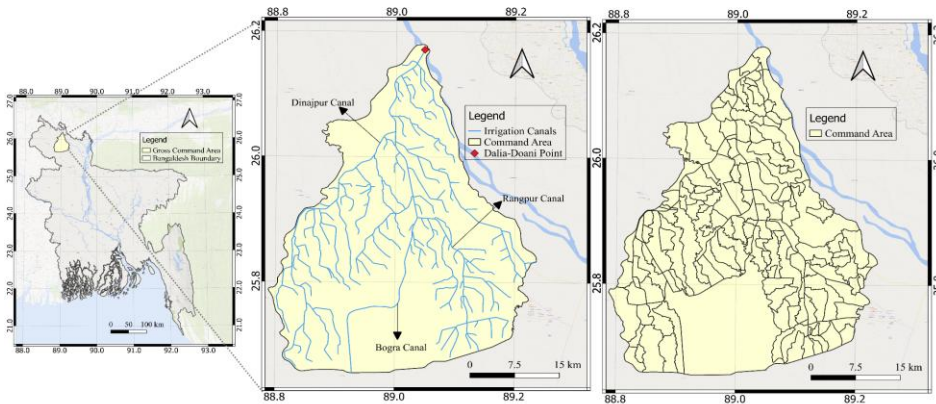 88.0 89.0 90.0 91.0 92.0 93.0
27.0
26.0
25.0
24.0
23.0
22.0
21.0
Legend
Gross Command Area
Bangaldesh Boundary
0 50 100 km
88.0 89.0 90.0 91.0 92.0 93.0
88.8 89.0 89.2
26.2
26.0
25.8
Dinajpur Canal
Legend
Irrigation Canals
Command Area
Dalia-Doani Point
Rangpur Canal
Bogra Canal
0 7.5 15 km
88.8 89.0 89.2
88.8 89.0 89.2
26.2
26.0
25.8
Legend
Command Area
0 7.5 15 km
88.8 89.0 89.2